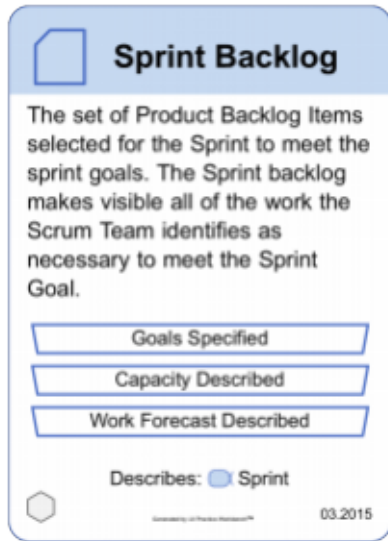 Sprint Backlog
The set of Product Backlog Items
selected for the Sprint to meet the
sprint goals. The Sprint backlog
makes visible all of the work the
Scrum Team identifies as
necessary to meet the Sprint
Goal.
Goals Specified
Capacity Described
Work Forecast Described
Describes: Sprint
03.2015